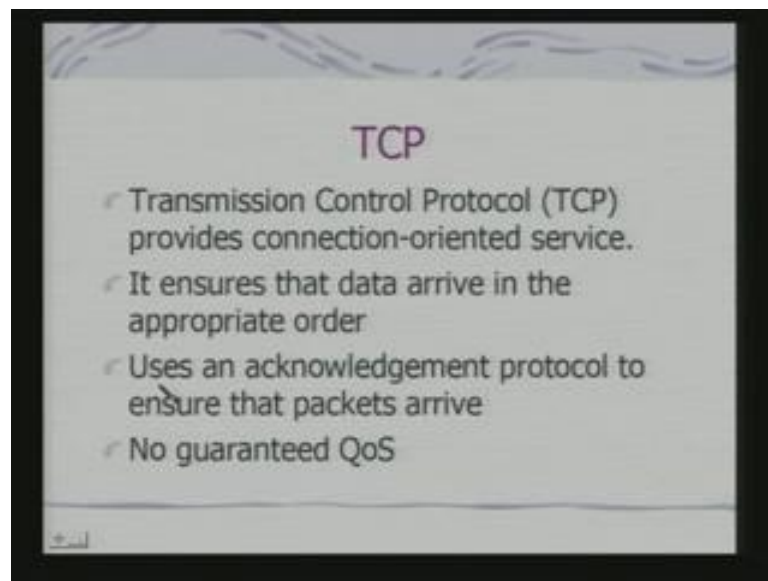 TCP
Transmission Control Protocol (TCP)
provides connection-oriented service.
It ensures that data arrive in the
appropriate order
Uses an acknowledgement protocol to
ensure that packets arrive
No guaranteed QoS